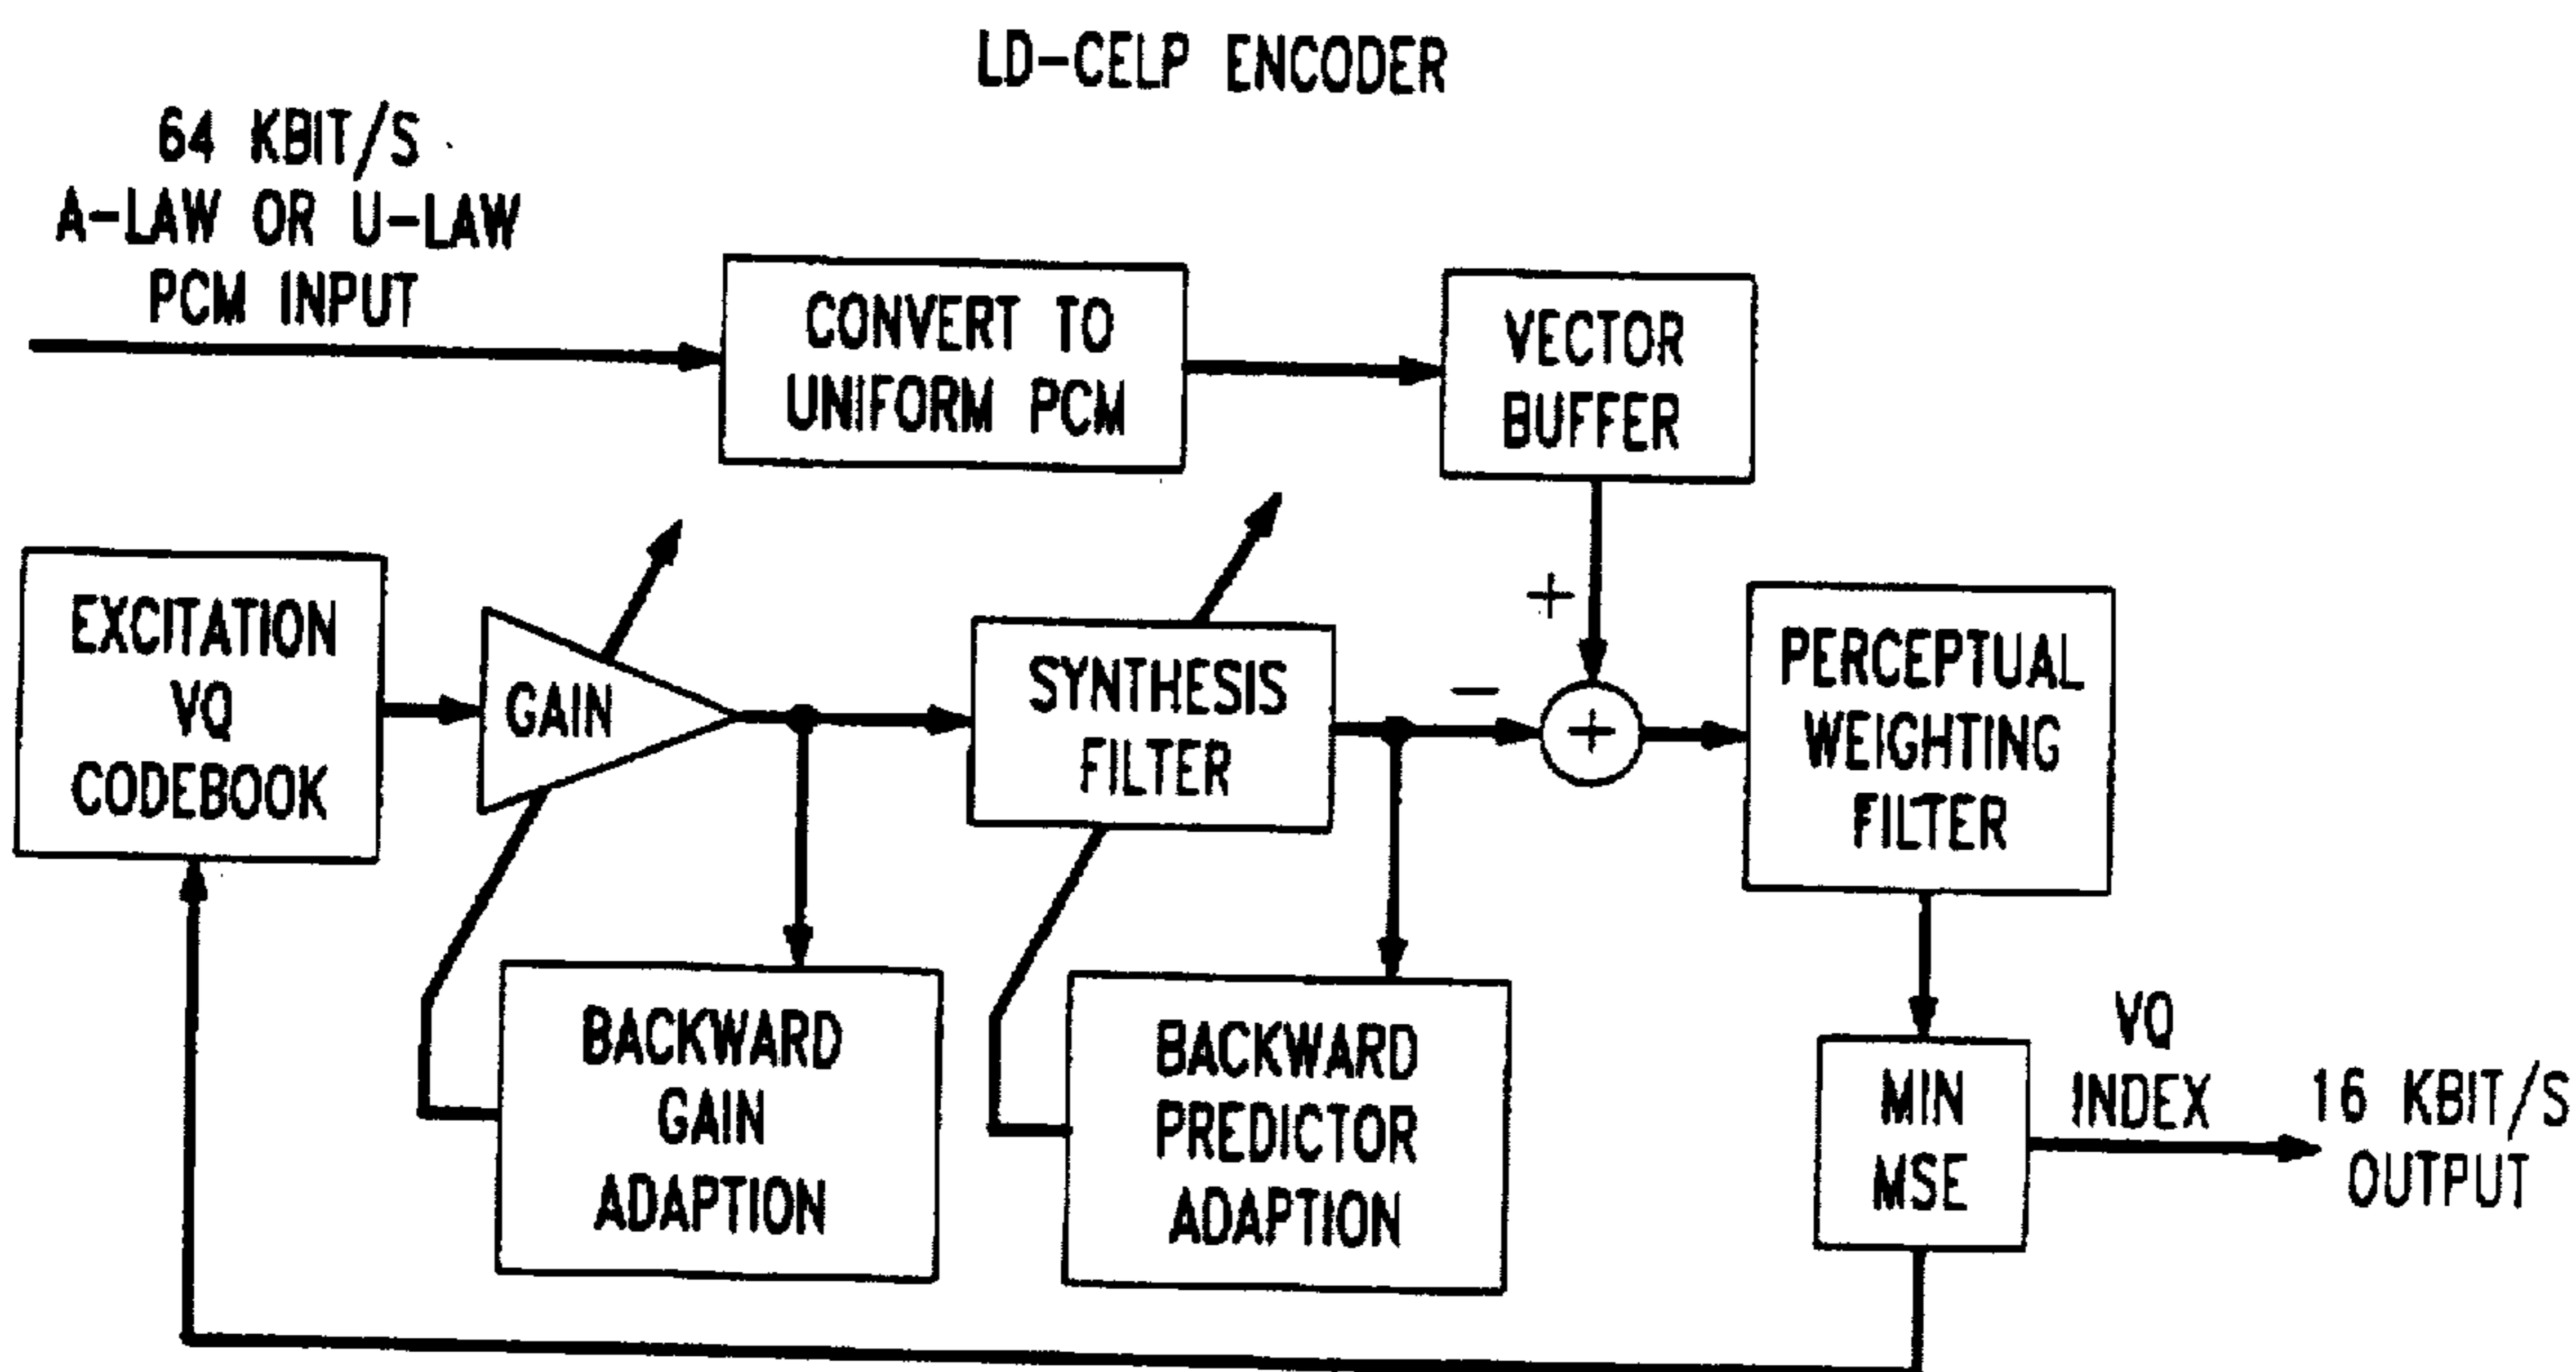 LD-CELP ENCODER
64 KBIT/S
A-LAW OR U-LAW
PCM INPUT
CONVERT TO
UNIFORM PCM
VECTOR
BUFFER
EXCITATION
VQ
CODEBOOK
GAIN
SYNTHESIS
FILTER
+
−
+
PERCEPTUAL
WEIGHTING
FILTER
BACKWARD
GAIN
ADAPTION
BACKWARD
PREDICTOR
ADAPTION
MIN
MSE
VQ
INDEX
16 KBIT/S
OUTPUT